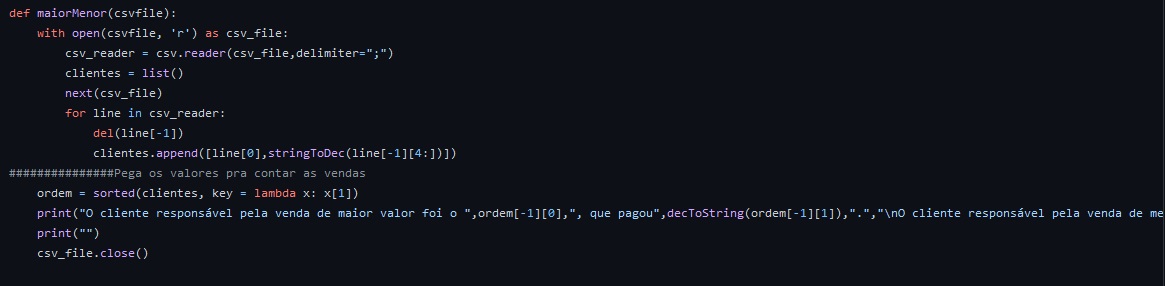 def maiorMenor(csvfile):
    with open(csvfile, 'r') as csv_file:
        csv_reader = csv.reader(csv_file,delimiter=";")
        clientes = list()
        next(csv_file)
        for line in csv_reader:
            del(line[-1])
            clientes.append([line[0],stringToDec(line[-1][4:])])
###############Pega os valores pra contar as vendas
    ordem = sorted(clientes, key = lambda x: x[1])
    print("O cliente responsável pela venda de maior valor foi o ",ordem[-1][0],", que pagou",decToString(ordem[-1][1]),".","\nO cliente responsável pela venda de me
    print("")
    csv_file.close()